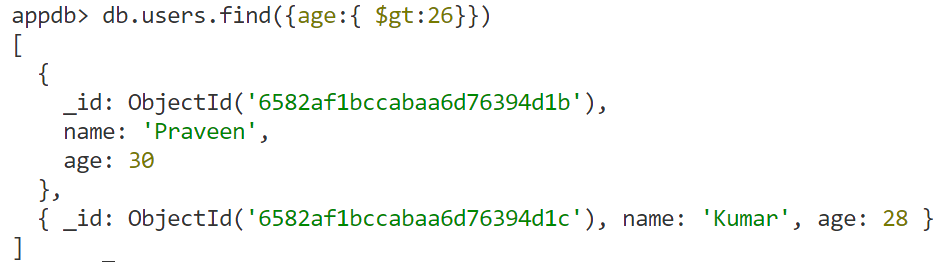 appdb> db.users.find({age:{ $gt:26}})
[
  {
    _id: ObjectId('6582af1bccabaa6d76394d1b'),
    name: 'Praveen',
    age: 30
  },
  { _id: ObjectId('6582af1bccabaa6d76394d1c'), name: 'Kumar', age: 28 }
]